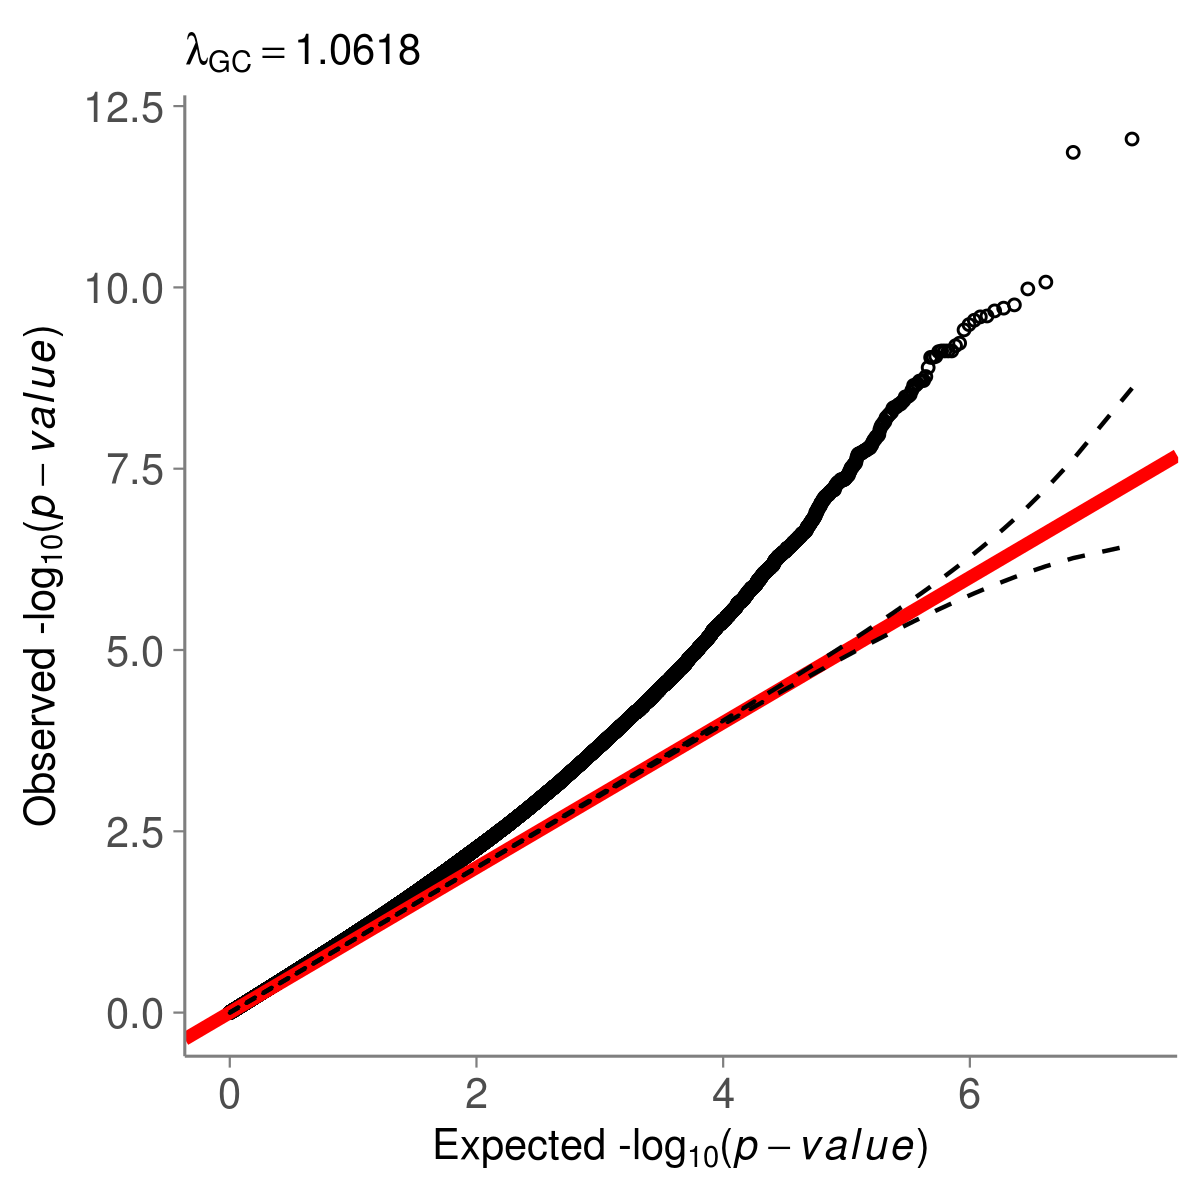 λGC = 1.0618
12.5
10.0
7.5
5.0
2.5
0.0
Observed -log10(p − value)
0 2 4 6
Expected -log10(p − value)